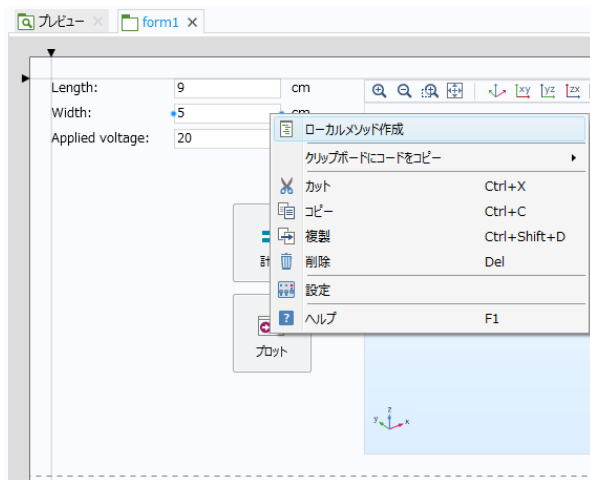 プレビュー
form1
Length: 9 cm
xy yz zx
Width: 5 cm
Applied voltage: 20
ローカルメソッド作成
クリップボードにコードをコピー
カット Ctrl+X
コピー Ctrl+C
複製 Ctrl+Shift+D
削除 Del
設定
ヘルプ F1
プロット
z
y x